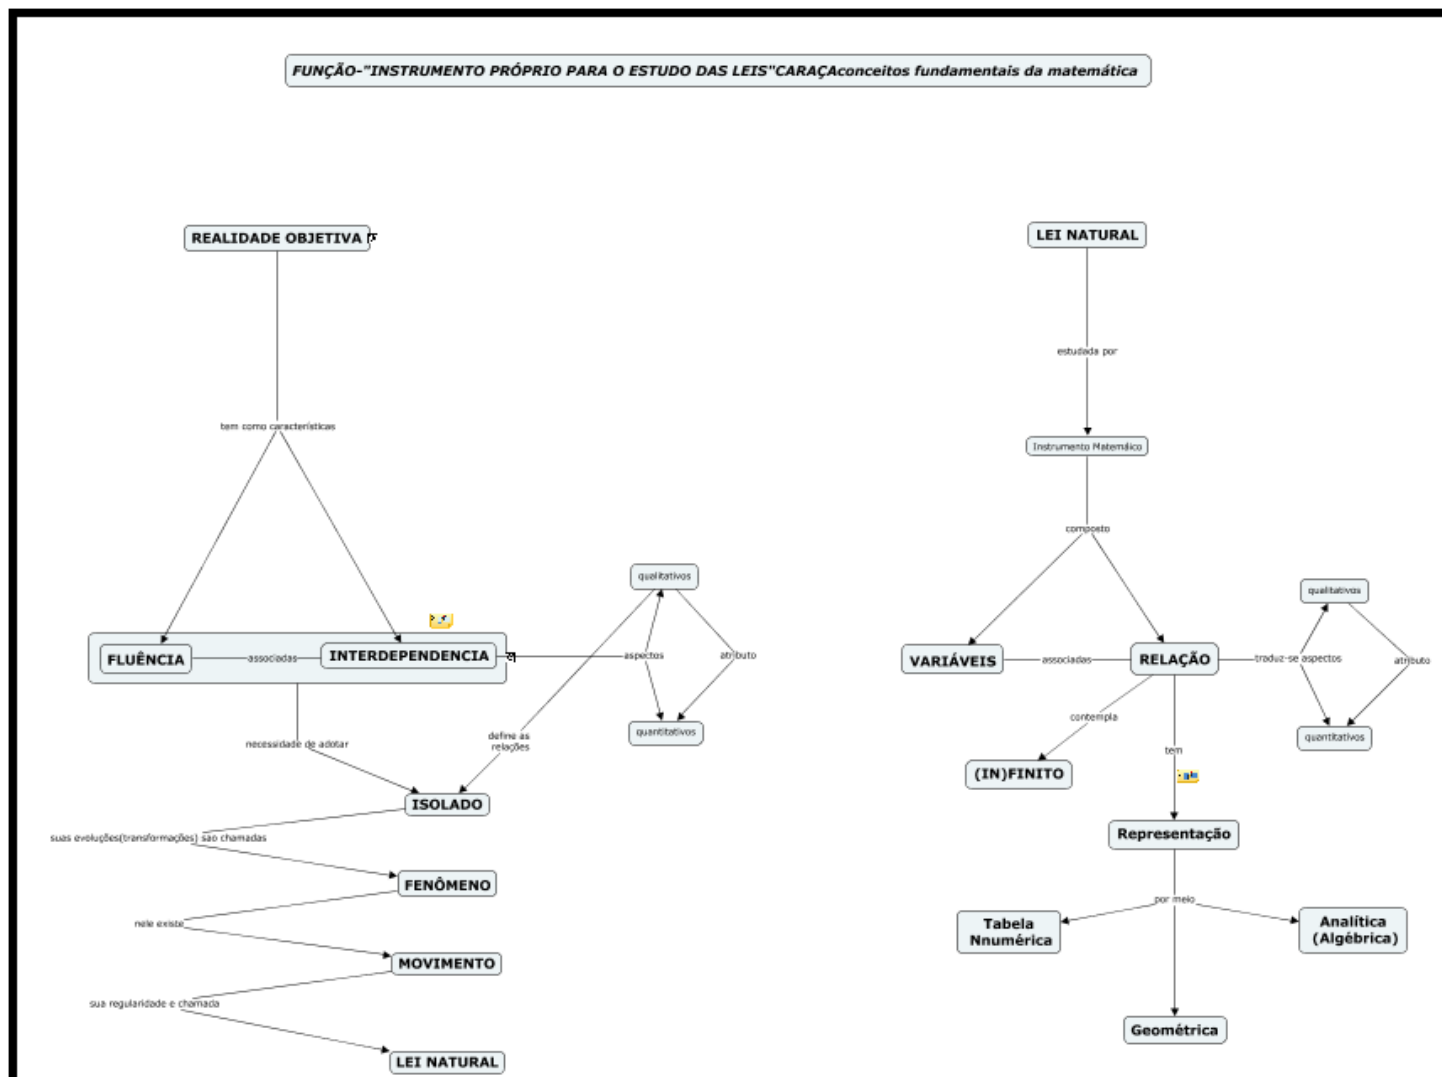 FUNÇÃO-"INSTRUMENTO PRÓPRIO PARA O ESTUDO DAS LEIS"CARAÇAconceitos fundamentais da matemática
REALIDADE OBJETIVA
tem como características
FLUÊNCIA
associadas
INTERDEPENDENCIA
aspectos
qualitativos
atributo
quantitativos
define as
relações
necessidade de adotar
ISOLADO
suas evoluções(transformações) sao chamadas
FENÔMENO
nele existe
MOVIMENTO
sua regularidade e chamada
LEI NATURAL
LEI NATURAL
estudada por
Instrumento Matemáico
composto
VARIÁVEIS
associadas
RELAÇÃO
traduz-se aspectos
qualitativos
atributo
quantitativos
contempla
(IN)FINITO
tem
Representação
por meio
Tabela
Nnumérica
Analítica
(Algébrica)
Geométrica